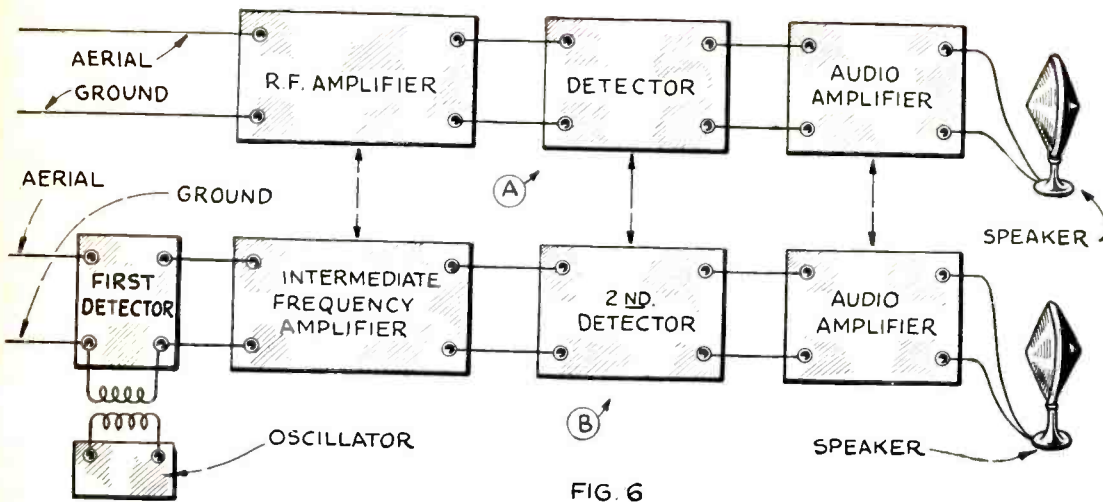 AERIAL
GROUND
R.F. AMPLIFIER
DETECTOR
AUDIO
AMPLIFIER
SPEAKER
A
AERIAL
GROUND
FIRST
DETECTOR
INTERMEDIATE
FREQUENCY
AMPLIFIER
2 ND.
DETECTOR
AUDIO
AMPLIFIER
B
OSCILLATOR
SPEAKER
FIG. 6